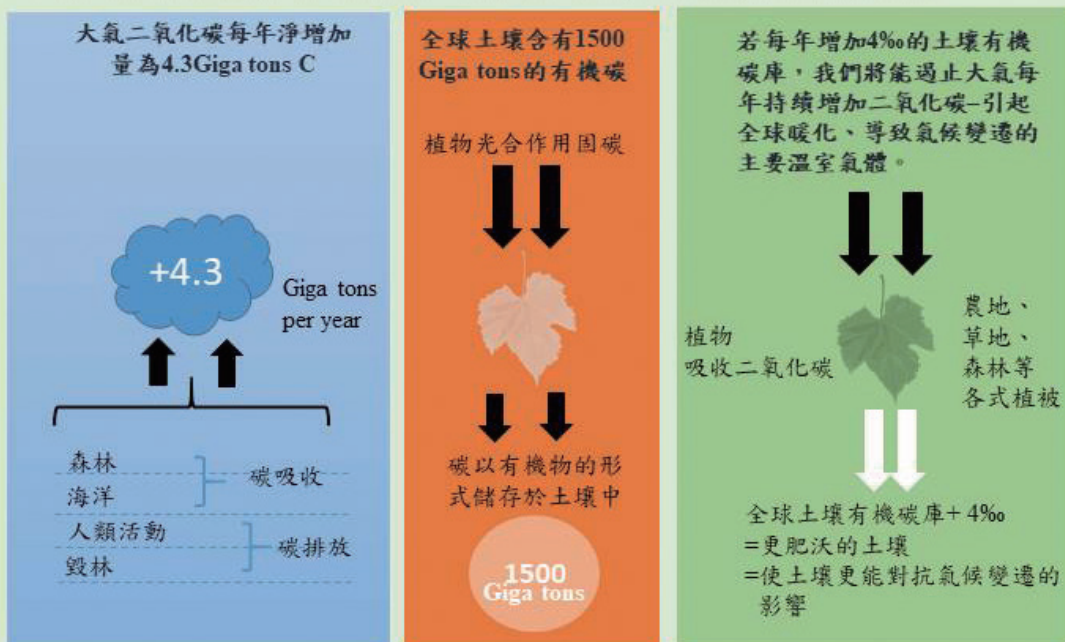 大氣二氧化碳每年淨增加
量為4.3Giga tons C
+4.3
Giga tons
per year
森林
海洋
碳吸收
人類活動
毀林
碳排放
全球土壤含有1500
Giga tons的有機碳
植物光合作用固碳
碳以有機物的形
式儲存於土壤中
1500
Giga tons
若每年增加4‰的土壤有機
碳庫，我們將能遏止大氣每
年持續增加二氧化碳–引起
全球暖化、導致氣候變遷的
主要溫室氣體。
植物
吸收二氧化碳
農地、
草地、
森林等
各式植被
全球土壤有機碳庫+ 4‰
=更肥沃的土壤
=使土壤更能對抗氣候變遷的
影響